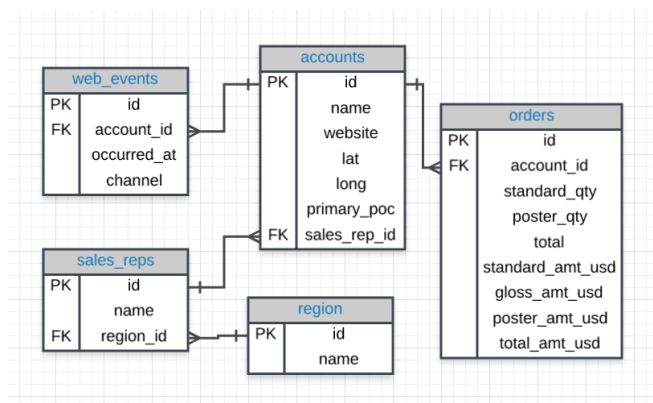 web_events
PK id
FK account_id
occurred_at
channel
accounts
PK id
name
website
lat
long
primary_poc
FK sales_rep_id
orders
PK id
FK account_id
standard_qty
poster_qty
total
standard_amt_usd
gloss_amt_usd
poster_amt_usd
total_amt_usd
sales_reps
PK id
name
FK region_id
region
PK id
name